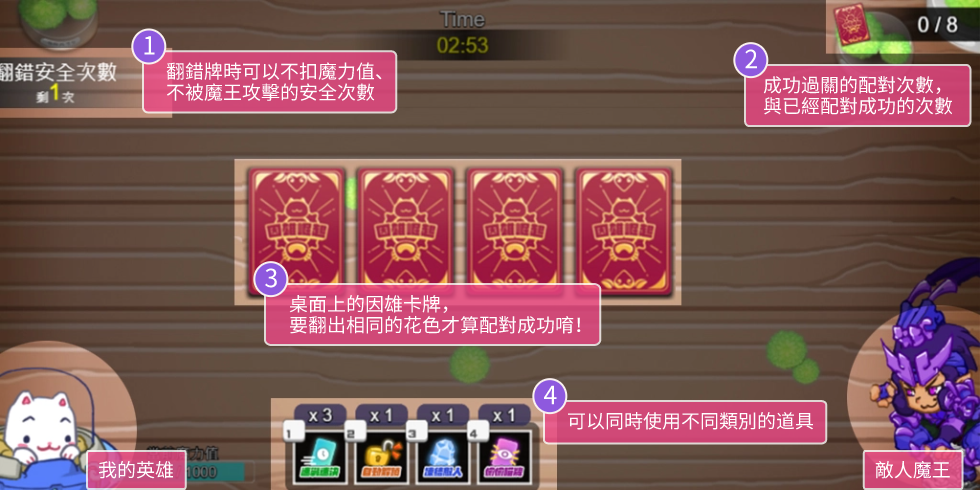 Time
02:53
0 / 8
1
翻錯牌時可以不扣魔力值、
不被魔王攻擊的安全次數
翻錯安全次數
剩1次
2
成功過關的配對次數,
與已經配對成功的次數
3
桌面上的因雄卡牌,
要翻出相同的花色才算配對成功唷!
4
可以同時使用不同類別的道具
x 3
x 1
x 1
x 1
1
2
3
4
我的英雄
敵人魔王